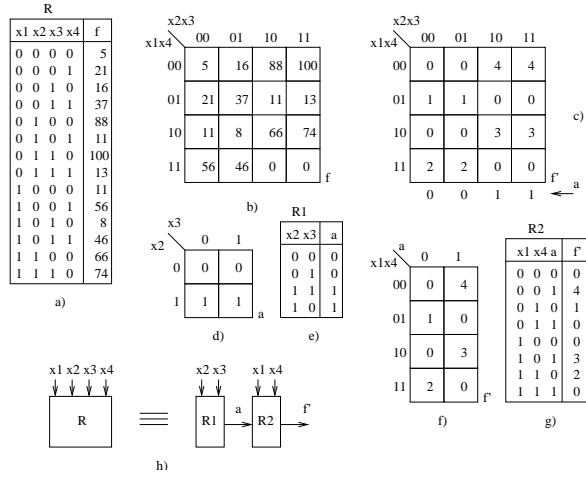 R
x1 x2 x3 x4 f
0 0 0 0 5
0 0 0 1 21
0 0 1 0 16
0 0 1 1 37
0 1 0 0 88
0 1 0 1 11
0 1 1 0 100
0 1 1 1 13
1 0 0 0 11
1 0 0 1 56
1 0 1 0 8
1 0 1 1 46
1 1 0 0 66
1 1 1 0 74
a)
x2x3
x1x4 00 01 10 11
00 5 16 88 100
01 21 37 11 13
10 11 8 66 74
11 56 46 0 0
f
b)
x2x3
x1x4 00 01 10 11
00 0 0 4 4
01 1 1 0 0
10 0 0 3 3
11 2 2 0 0
f'
0 0 1 1 a
c)
x3
x2 0 1
0 0 0
1 1 1
a
d)
R1
x2 x3 a
0 0 0
0 1 0
1 1 1
1 0 1
e)
a
x1x4 0 1
00 0 4
01 1 0
10 0 3
11 2 0
f'
f)
R2
x1 x4 a f'
0 0 0 0
0 0 1 4
0 1 0 1
0 1 1 0
1 0 0 0
1 0 1 3
1 1 0 2
1 1 1 0
g)
x1 x2 x3 x4
R
x2 x3 x1 x4
R1 a R2 f'
h)